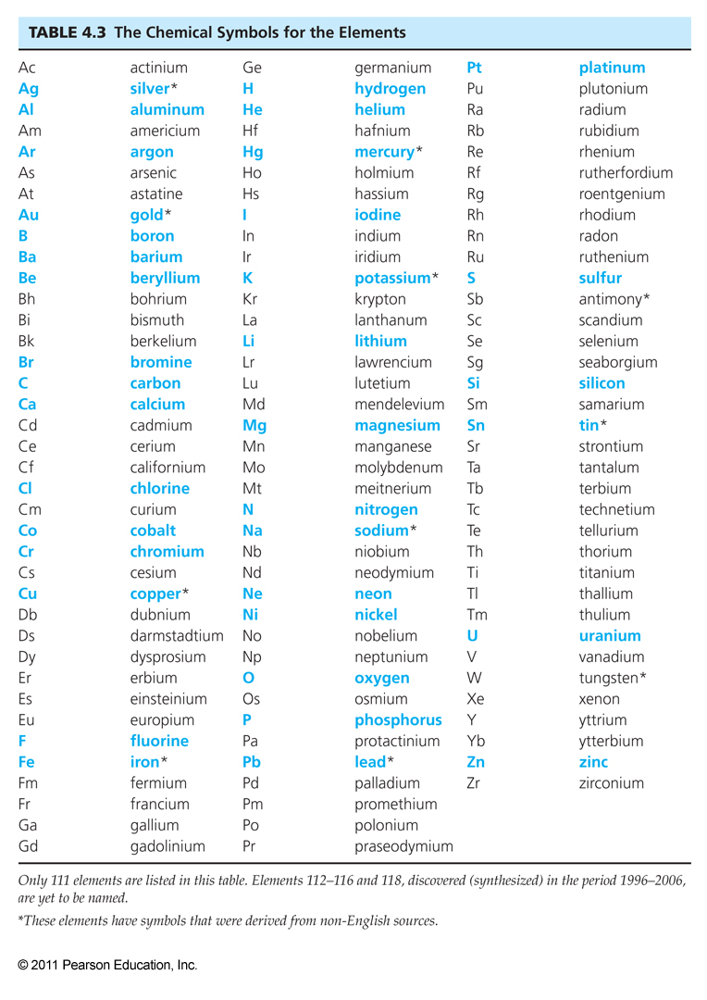 TABLE 4.3 The Chemical Symbols for the Elements
Ac actinium Ge germanium Pt platinum
Ag silver* H hydrogen Pu plutonium
Al aluminum He helium Ra radium
Am americium Hf hafnium Rb rubidium
Ar argon Hg mercury* Re rhenium
As arsenic Ho holmium Rf rutherfordium
At astatine Hs hassium Rg roentgenium
Au gold* I iodine Rh rhodium
B boron In indium Rn radon
Ba barium Ir iridium Ru ruthenium
Be beryllium K potassium* S sulfur
Bh bohrium Kr krypton Sb antimony*
Bi bismuth La lanthanum Sc scandium
Bk berkelium Li lithium Se selenium
Br bromine Lr lawrencium Sg seaborgium
C carbon Lu lutetium Si silicon
Ca calcium Md mendelevium Sm samarium
Cd cadmium Mg magnesium Sn tin*
Ce cerium Mn manganese Sr strontium
Cf californium Mo molybdenum Ta tantalum
Cl chlorine Mt meitnerium Tb terbium
Cm curium N nitrogen Tc technetium
Co cobalt Na sodium* Te tellurium
Cr chromium Nb niobium Th thorium
Cs cesium Nd neodymium Ti titanium
Cu copper* Ne neon Tl thallium
Db dubnium Ni nickel Tm thulium
Ds darmstadtium No nobelium U uranium
Dy dysprosium Np neptunium V vanadium
Er erbium O oxygen W tungsten*
Es einsteinium Os osmium Xe xenon
Eu europium P phosphorus Y yttrium
F fluorine Pa protactinium Yb ytterbium
Fe iron* Pb lead* Zn zinc
Fm fermium Pd palladium Zr zirconium
Fr francium Pm promethium
Ga gallium Po polonium
Gd gadolinium Pr praseodymium
Only 111 elements are listed in this table. Elements 112–116 and 118, discovered (synthesized) in the period 1996–2006,
are yet to be named.
*These elements have symbols that were derived from non-English sources.
© 2011 Pearson Education, Inc.